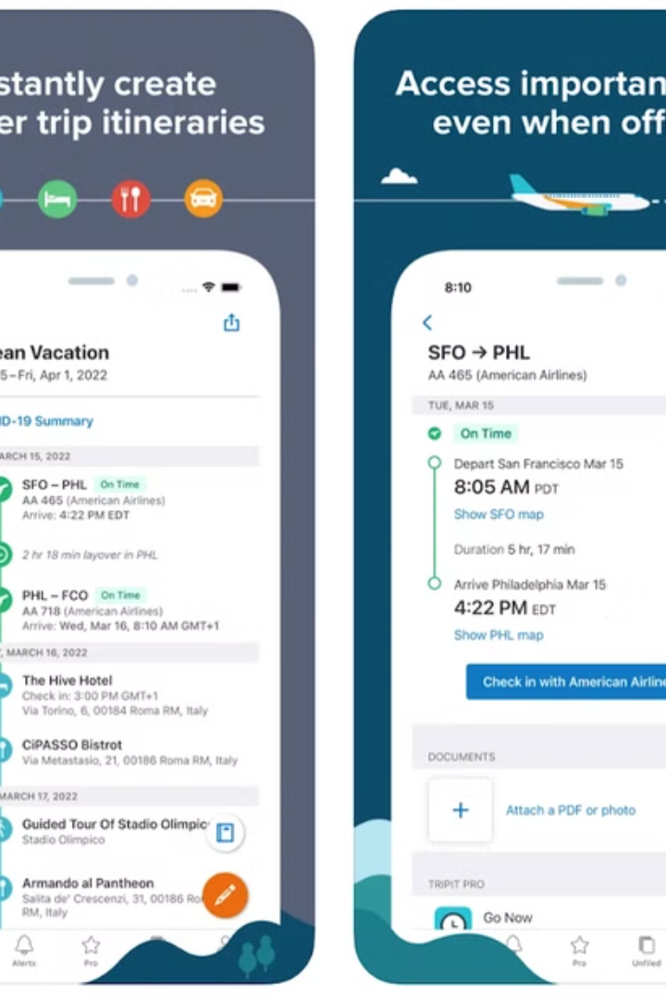 stantly create
er trip itineraries
ean Vacation
5–Fri, Apr 1, 2022
ID-19 Summary
ARCH 15, 2022
SFO – PHL On Time
AA 465 (American Airlines)
Arrive: 4:22 PM EDT
2 hr 18 min layover in PHL
PHL – FCO On Time
AA 718 (American Airlines)
Arrive: Wed, Mar 16, 8:10 AM GMT+1
, MARCH 16, 2022
The Hive Hotel
Check in: 3:00 PM GMT+1
Via Torino, 6, 00184 Roma RM, Italy
CiPASSO Bistrot
Via Metastasio, 21, 00186 Roma RM, Italy
MARCH 17, 2022
Guided Tour Of Stadio Olimpic
Stadio Olimpico
Armando al Pantheon
Salita de' Crescenzi, 31, 00186 Ro
RM, Italy
Alerts
Pro
Access importan
even when off
8:10
SFO → PHL
AA 465 (American Airlines)
TUE, MAR 15
On Time
Depart San Francisco Mar 15
8:05 AM PDT
Show SFO map
Duration 5 hr, 17 min
Arrive Philadelphia Mar 15
4:22 PM EDT
Show PHL map
Check in with American Airline
DOCUMENTS
+
Attach a PDF or photo
TRIPIT PRO
Go Now
Pro
Unfiled